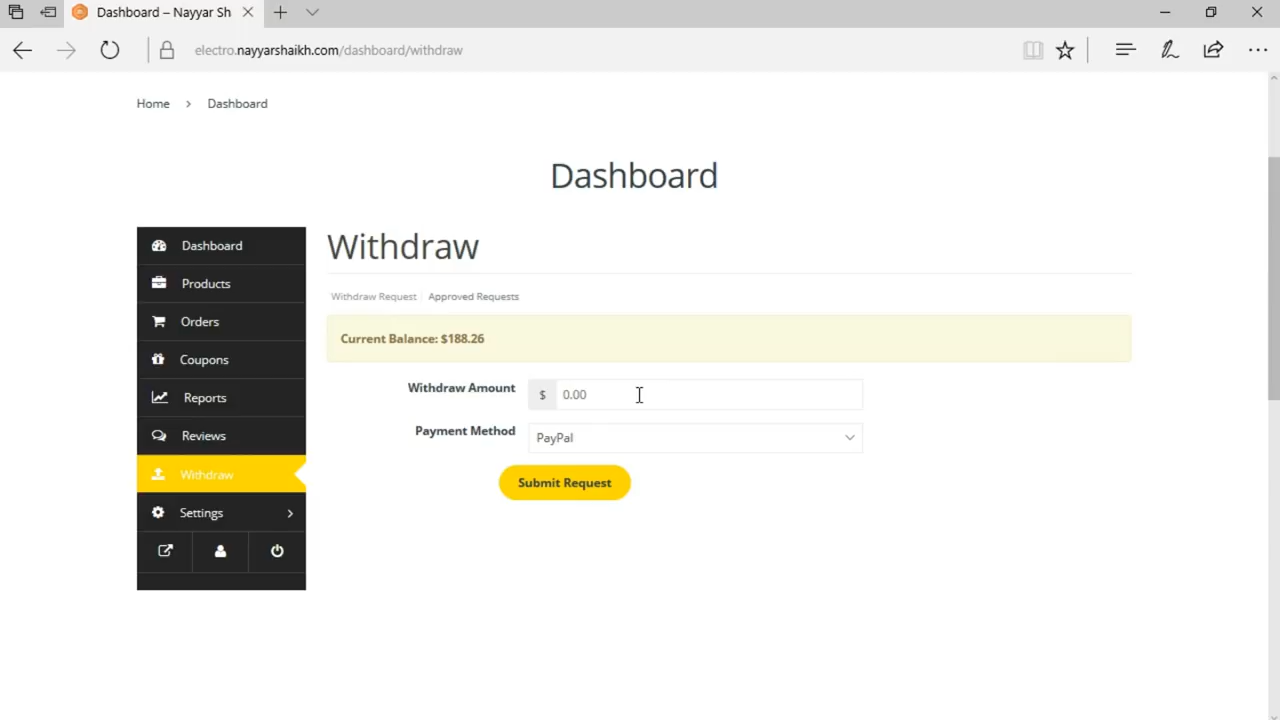 Dashboard – Nayyar Sh
electro.nayyarshaikh.com/dashboard/withdraw
Home > Dashboard
Dashboard
Dashboard
Products
Orders
Coupons
Reports
Reviews
Withdraw
Settings
Withdraw
Withdraw Request | Approved Requests
Current Balance: $188.26
Withdraw Amount $ 0.00
Payment Method PayPal
Submit Request